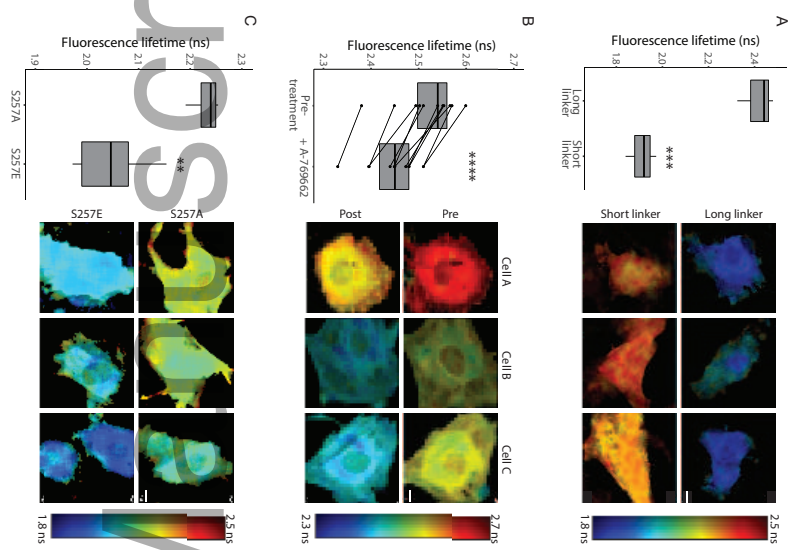 A
Fluorescence lifetime (ns)
2.4
2.2
2.0
1.8
***
Long
linker
Short
linker
Long linker
Short linker
2.5 ns
1.8 ns
B
Fluorescence lifetime (ns)
2.7
2.6
2.5
2.4
2.3
****
Pre-
treatment
+ A-769662
Cell A
Cell B
Cell C
Pre
Post
2.7 ns
2.3 ns
C
Fluorescence lifetime (ns)
2.3
2.2
2.1
2.0
1.9
**
S257A
S257E
S257A
S257E
2.5 ns
1.8 ns